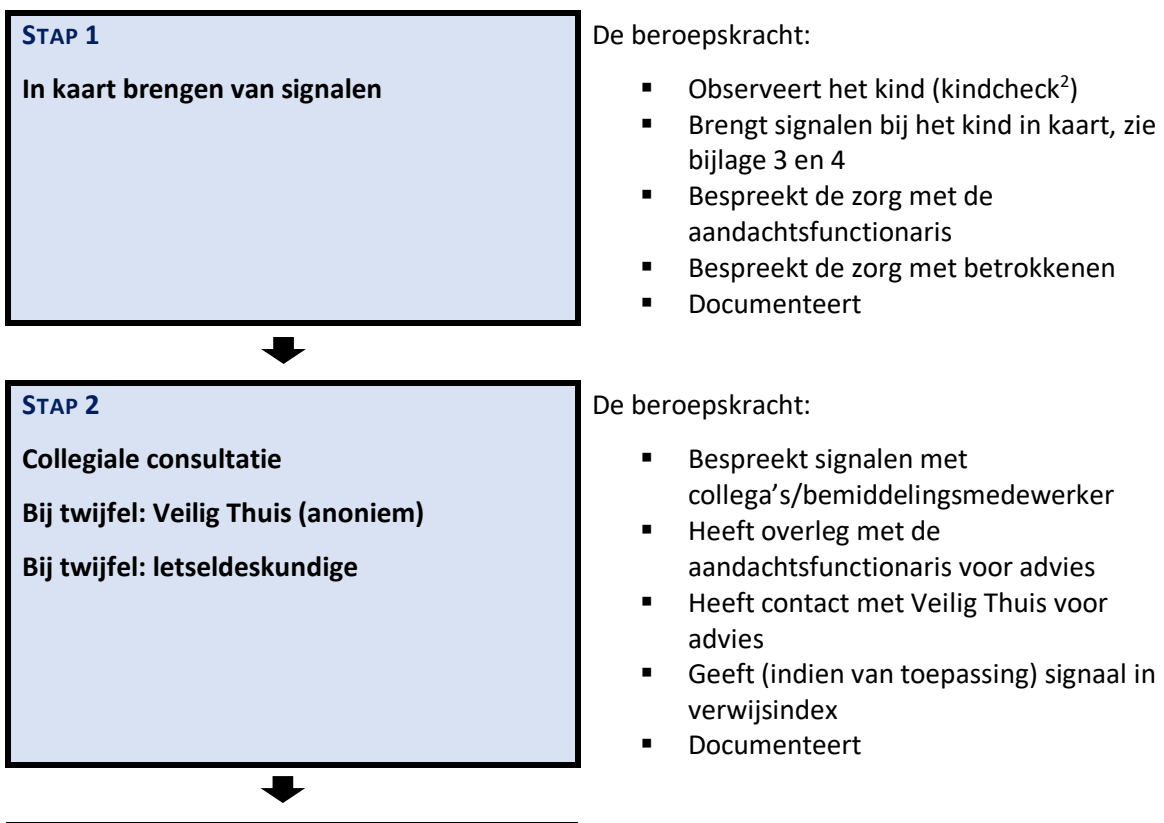 STAP 1
In kaart brengen van signalen
De beroepskracht:
▪ Observeert het kind (kindcheck²)
▪ Brengt signalen bij het kind in kaart, zie
bijlage 3 en 4
▪ Bespreekt de zorg met de
aandachtsfunctionaris
▪ Bespreekt de zorg met betrokkenen
▪ Documenteert
STAP 2
Collegiale consultatie
Bij twijfel: Veilig Thuis (anoniem)
Bij twijfel: letseldeskundige
De beroepskracht:
▪ Bespreekt signalen met
collega’s/bemiddelingsmedewerker
▪ Heeft overleg met de
aandachtsfunctionaris voor advies
▪ Heeft contact met Veilig Thuis voor
advies
▪ Geeft (indien van toepassing) signaal in
verwijsindex
▪ Documenteert